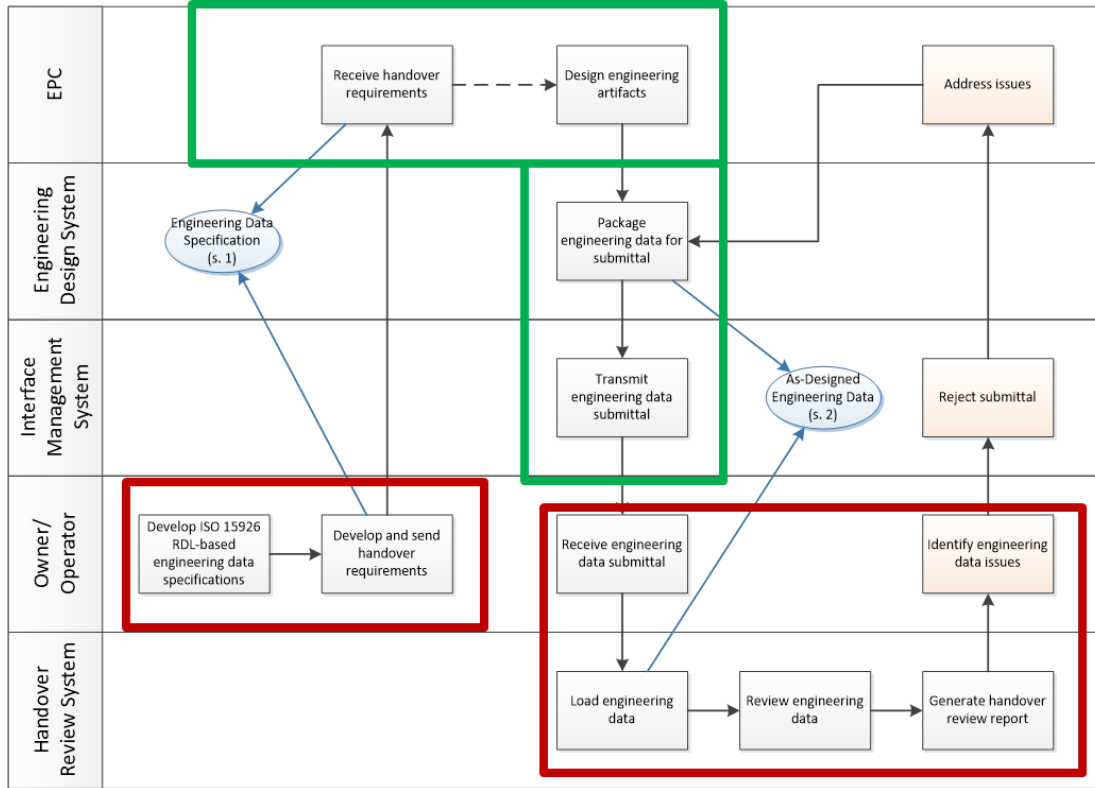 EPC
Receive handover
requirements
Design engineering
artifacts
Address issues
Engineering
Design System
Engineering Data
Specification
(s. 1)
Package
engineering data for
submittal
Interface
Management
System
Transmit
engineering data
submittal
As-Designed
Engineering Data
(s. 2)
Reject submittal
Owner/
Operator
Develop ISO 15926
RDL-based
engineering data
specifications
Develop and send
handover
requirements
Receive engineering
data submittal
Identify engineering
data issues
Handover
Review System
Load engineering
data
Review engineering
data
Generate handover
review report